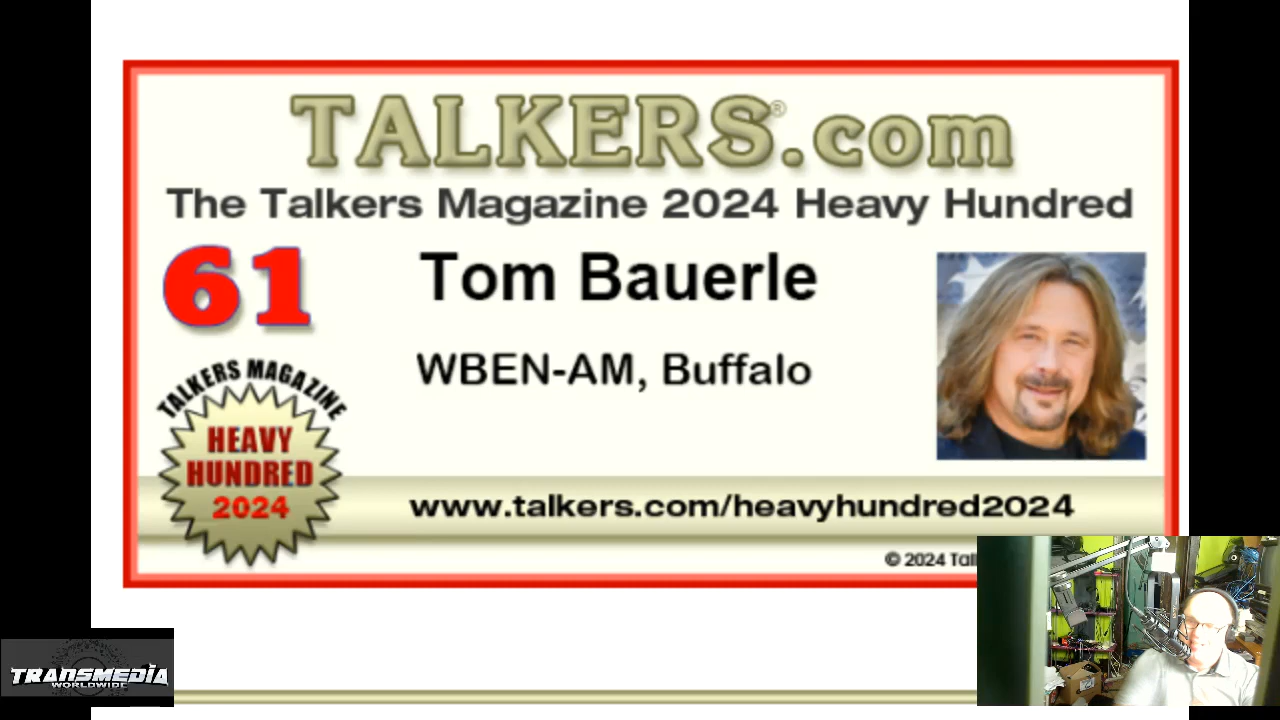 TALKERS®.com
The Talkers Magazine 2024 Heavy Hundred
61
Tom Bauerle
WBEN-AM, Buffalo
TALKERS MAGAZINE
HEAVY
HUNDRED
2024
www.talkers.com/heavyhundred2024
© 2024
TRANSMEDIA
WORLDWIDE